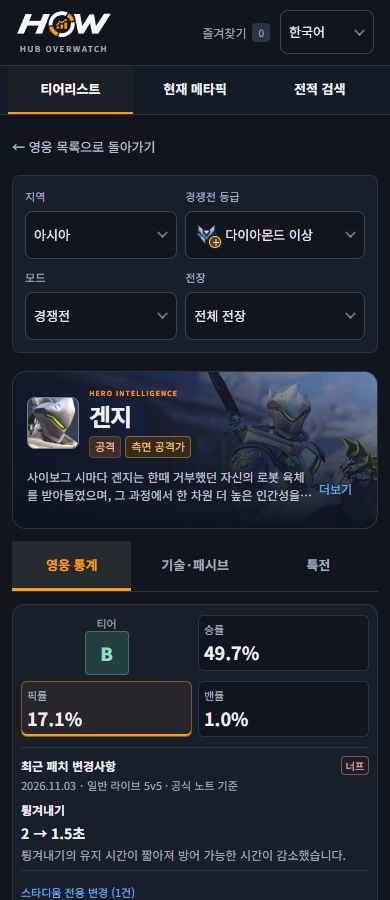 HOW
HUB OVERWATCH
즐겨찾기 0
한국어
티어리스트 현재 메타픽 전적 검색
← 영웅 목록으로 돌아가기
지역 경쟁전 등급
아시아 다이아몬드 이상
모드 전장
경쟁전 전체 전장
HERO INTELLIGENCE
겐지
공격 측면 공격가
사이보그 시마다 겐지는 한때 거부했던 자신의 로봇 육체
를 받아들였으며, 그 과정에서 한 차원 더 높은 인간성을… 더보기
영웅 통계 기술·패시브 특전
티어
B
승률
49.7%
픽률
17.1%
밴률
1.0%
최근 패치 변경사항 너프
2026.11.03 · 일반 라이브 5v5 · 공식 노트 기준
튕겨내기
2 → 1.5초
튕겨내기의 유지 시간이 짧아져 방어 가능한 시간이 감소했습니다.
스타디움 전용 변경 (1건)